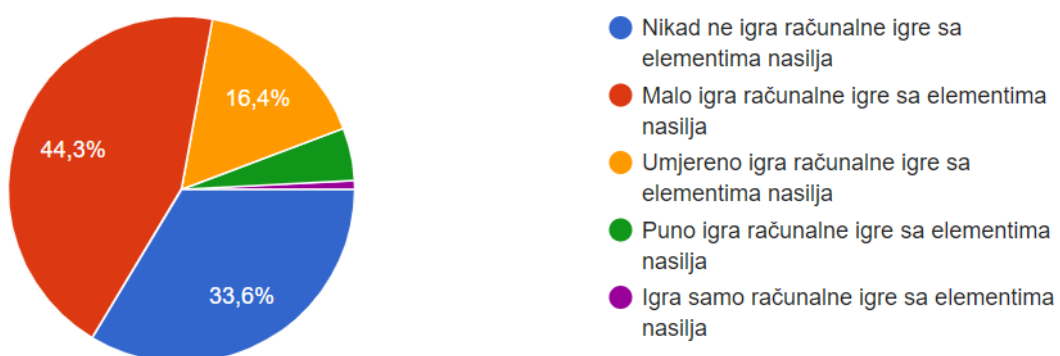 16,4%
44,3%
33,6%
Nikad ne igra računalne igre sa
elementima nasilja
Malo igra računalne igre sa elementima
nasilja
Umjereno igra računalne igre sa
elementima nasilja
Puno igra računalne igre sa elementima
nasilja
Igra samo računalne igre sa elementima
nasilja